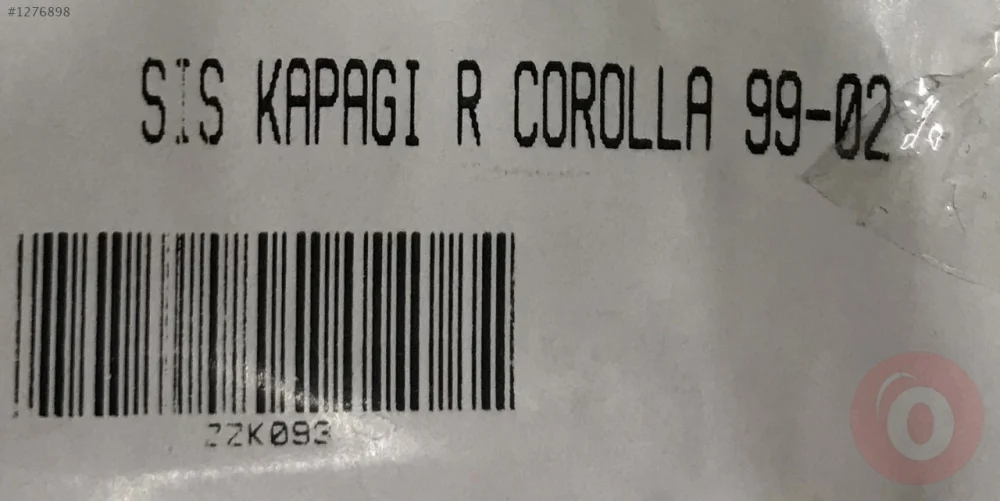 #1276898
SIS KAPAGI R COROLLA 99-02
ZZK093